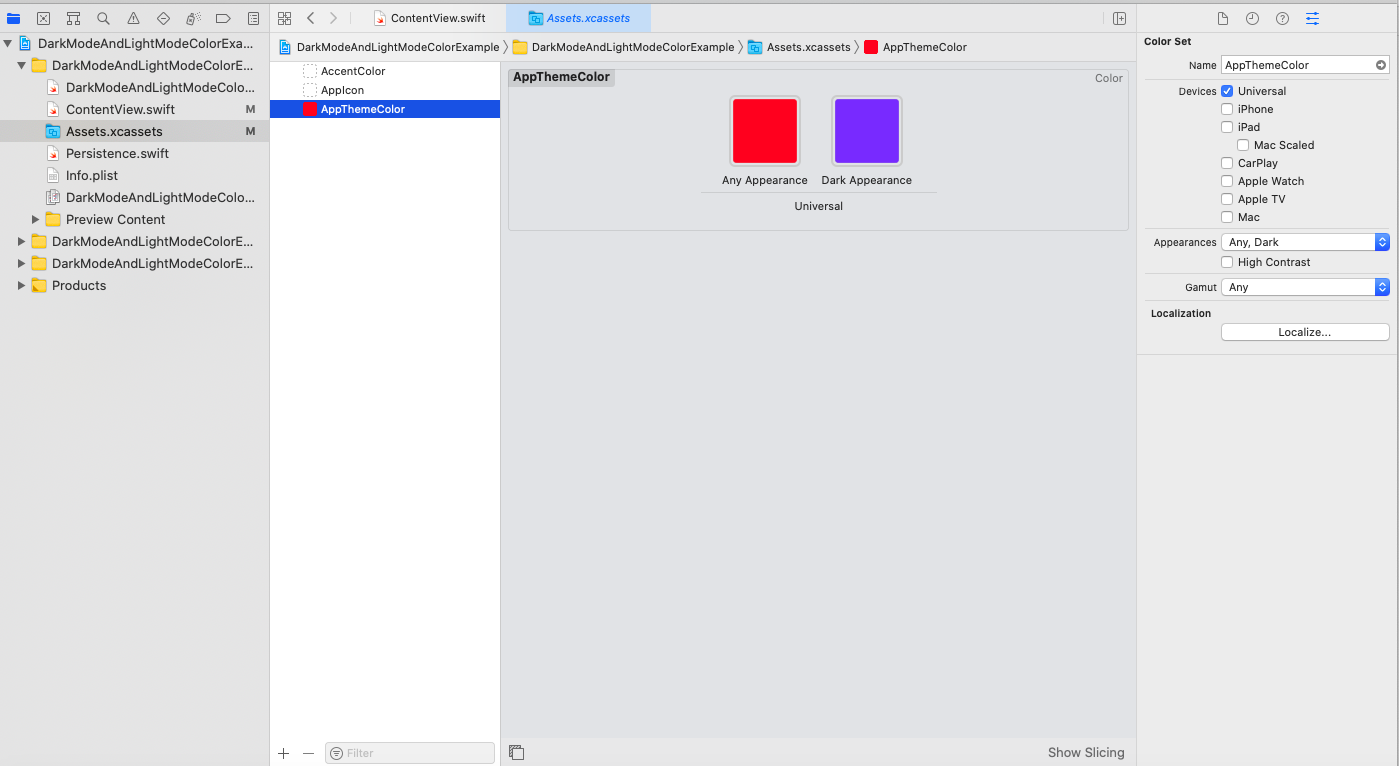 ContentView.swift
Assets.xcassets
DarkModeAndLightModeColorExa...
DarkModeAndLightModeColorE...
DarkModeAndLightModeColo...
ContentView.swift M
Assets.xcassets M
Persistence.swift
Info.plist
DarkModeAndLightModeColo...
Preview Content
DarkModeAndLightModeColorE...
DarkModeAndLightModeColorE...
Products
DarkModeAndLightModeColorExample
DarkModeAndLightModeColorExample
Assets.xcassets
AppThemeColor
AccentColor
AppIcon
AppThemeColor
Filter
AppThemeColor
Color
Any Appearance
Dark Appearance
Universal
Show Slicing
Color Set
Name AppThemeColor
Devices Universal
iPhone
iPad
Mac Scaled
CarPlay
Apple Watch
Apple TV
Mac
Appearances Any, Dark
High Contrast
Gamut Any
Localization
Localize...